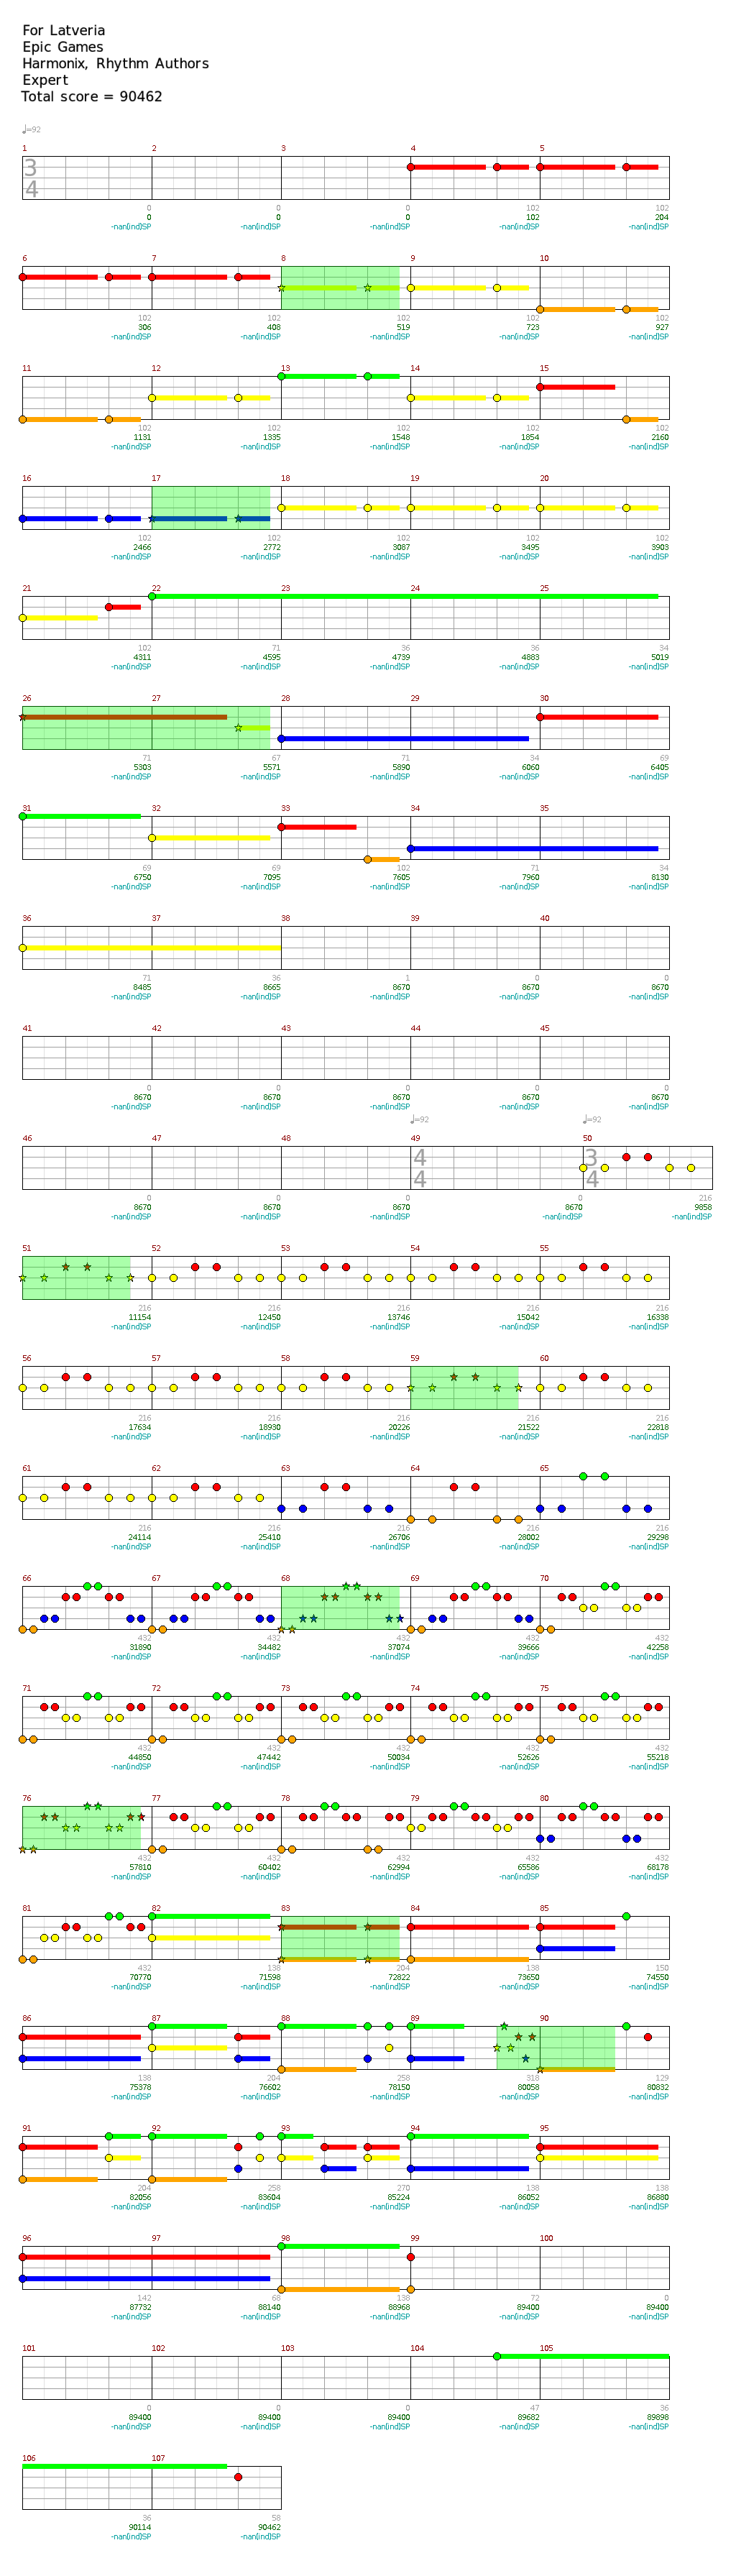 For Latveria
Epic Games
Harmonix, Rhythm Authors
Expert
Total score = 90462
♩=92
1 2 3 4 5
3
4
0 0 0 102 102
0 0 0 102 204
-nan(ind)SP -nan(ind)SP -nan(ind)SP -nan(ind)SP -nan(ind)SP
6 7 8 9 10
102 102 102 102 102
306 408 519 723 927
-nan(ind)SP -nan(ind)SP -nan(ind)SP -nan(ind)SP -nan(ind)SP
11 12 13 14 15
102 102 102 102 102
1131 1335 1548 1854 2160
-nan(ind)SP -nan(ind)SP -nan(ind)SP -nan(ind)SP -nan(ind)SP
16 17 18 19 20
102 102 102 102 102
2466 2772 3087 3495 3903
-nan(ind)SP -nan(ind)SP -nan(ind)SP -nan(ind)SP -nan(ind)SP
21 22 23 24 25
102 71 36 36 34
4311 4595 4739 4883 5019
-nan(ind)SP -nan(ind)SP -nan(ind)SP -nan(ind)SP -nan(ind)SP
26 27 28 29 30
71 67 71 34 69
5303 5571 5890 6060 6405
-nan(ind)SP -nan(ind)SP -nan(ind)SP -nan(ind)SP -nan(ind)SP
31 32 33 34 35
69 69 102 71 34
6750 7095 7605 7960 8130
-nan(ind)SP -nan(ind)SP -nan(ind)SP -nan(ind)SP -nan(ind)SP
36 37 38 39 40
71 36 1 0 0
8485 8665 8670 8670 8670
-nan(ind)SP -nan(ind)SP -nan(ind)SP -nan(ind)SP -nan(ind)SP
41 42 43 44 45
0 0 0 0 0
8670 8670 8670 8670 8670
-nan(ind)SP -nan(ind)SP -nan(ind)SP -nan(ind)SP -nan(ind)SP
♩=92 ♩=92
46 47 48 49 50
4 3
4 4
0 0 0 0 216
8670 8670 8670 8670 9858
-nan(ind)SP -nan(ind)SP -nan(ind)SP -nan(ind)SP -nan(ind)SP
51 52 53 54 55
216 216 216 216 216
11154 12450 13746 15042 16338
-nan(ind)SP -nan(ind)SP -nan(ind)SP -nan(ind)SP -nan(ind)SP
56 57 58 59 60
216 216 216 216 216
17634 18930 20226 21522 22818
-nan(ind)SP -nan(ind)SP -nan(ind)SP -nan(ind)SP -nan(ind)SP
61 62 63 64 65
216 216 216 216 216
24114 25410 26706 28002 29298
-nan(ind)SP -nan(ind)SP -nan(ind)SP -nan(ind)SP -nan(ind)SP
66 67 68 69 70
432 432 432 432 432
31890 34482 37074 39666 42258
-nan(ind)SP -nan(ind)SP -nan(ind)SP -nan(ind)SP -nan(ind)SP
71 72 73 74 75
432 432 432 432 432
44850 47442 50034 52626 55218
-nan(ind)SP -nan(ind)SP -nan(ind)SP -nan(ind)SP -nan(ind)SP
76 77 78 79 80
432 432 432 432 432
57810 60402 62994 65586 68178
-nan(ind)SP -nan(ind)SP -nan(ind)SP -nan(ind)SP -nan(ind)SP
81 82 83 84 85
432 138 204 138 150
70770 71598 72822 73650 74550
-nan(ind)SP -nan(ind)SP -nan(ind)SP -nan(ind)SP -nan(ind)SP
86 87 88 89 90
138 204 258 318 129
75378 76602 78150 80058 80832
-nan(ind)SP -nan(ind)SP -nan(ind)SP -nan(ind)SP -nan(ind)SP
91 92 93 94 95
204 258 270 138 138
82056 83604 85224 86052 86880
-nan(ind)SP -nan(ind)SP -nan(ind)SP -nan(ind)SP -nan(ind)SP
96 97 98 99 100
142 68 138 72 0
87732 88140 88968 89400 89400
-nan(ind)SP -nan(ind)SP -nan(ind)SP -nan(ind)SP -nan(ind)SP
101 102 103 104 105
0 0 0 47 36
89400 89400 89400 89682 89898
-nan(ind)SP -nan(ind)SP -nan(ind)SP -nan(ind)SP -nan(ind)SP
106 107
36 58
90114 90462
-nan(ind)SP -nan(ind)SP